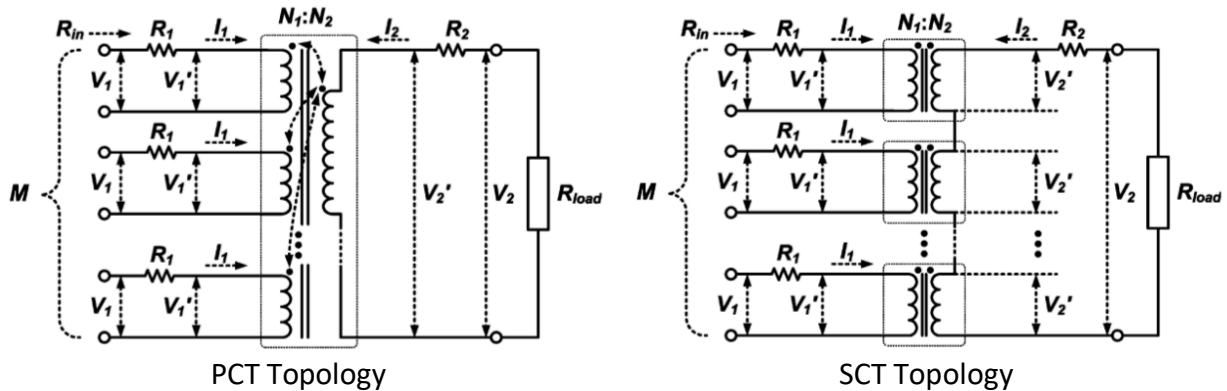 N1:N2
Rin R1 I1 I2 R2
V1 V1'
R1 I1
M V1 V1' V2' V2 Rload
R1 I1
V1 V1'
PCT Topology
N1:N2
Rin R1 I1 I2 R2
V1 V1' V2'
R1 I1
M V1 V1' V2' V2 Rload
R1 I1
V1 V1' V2'
SCT Topology